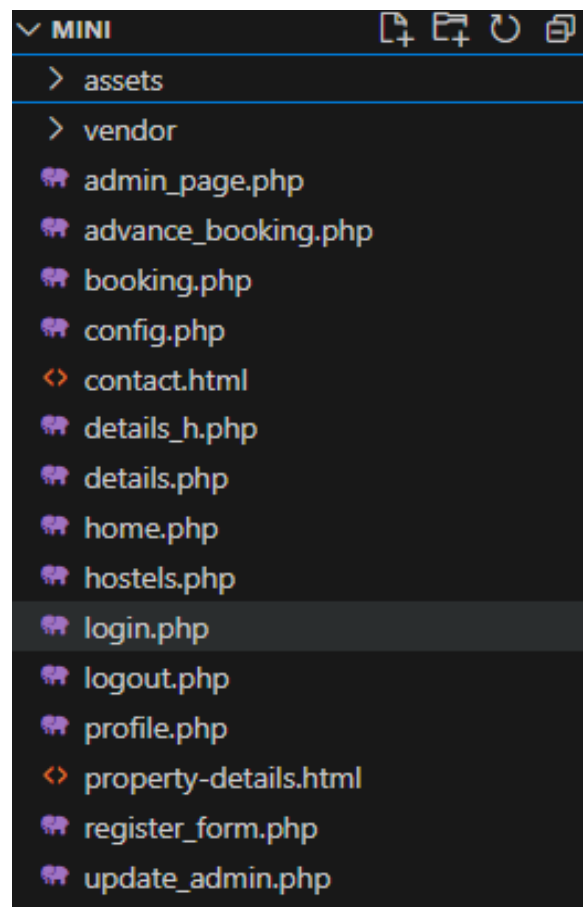 MINI
assets
vendor
admin_page.php
advance_booking.php
booking.php
config.php
contact.html
details_h.php
details.php
home.php
hostels.php
login.php
logout.php
profile.php
property-details.html
register_form.php
update_admin.php